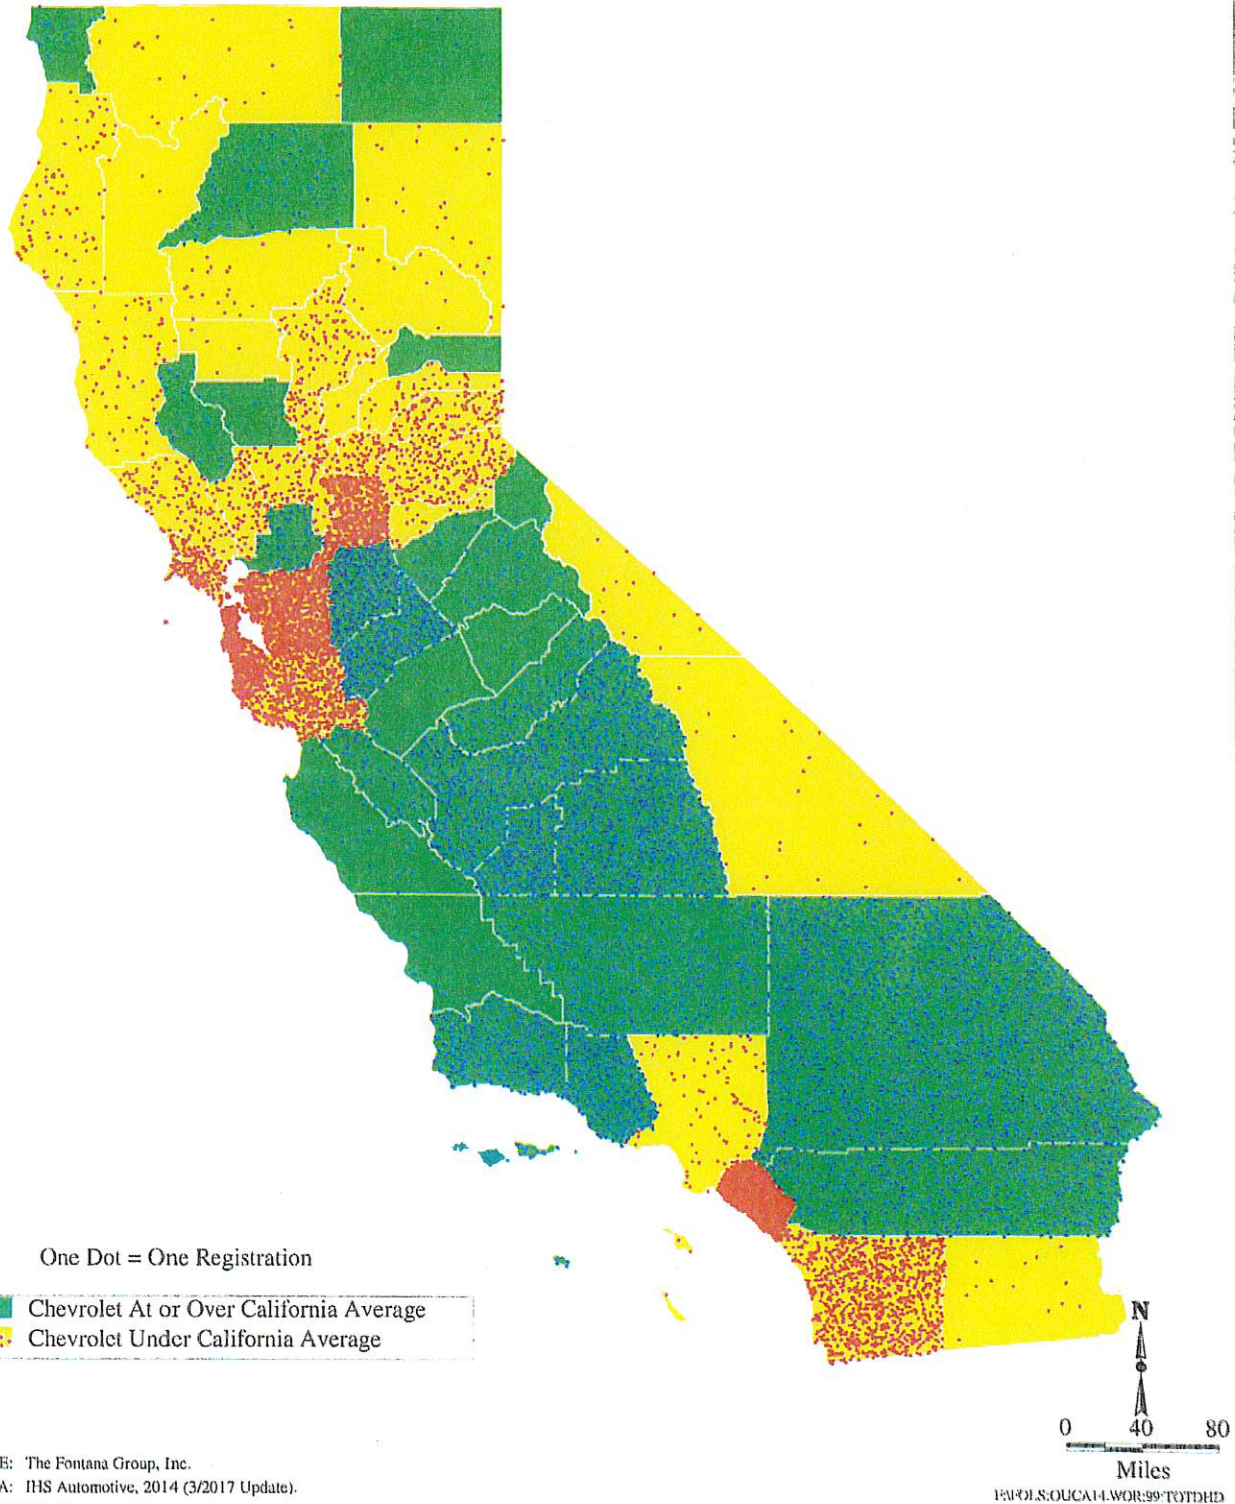 One Dot = One Registration
Chevrolet At or Over California Average
Chevrolet Under California Average
N
0 40 80
Miles
E: The Fontana Group, Inc.
A: IHS Automotive, 2014 (3/2017 Update).